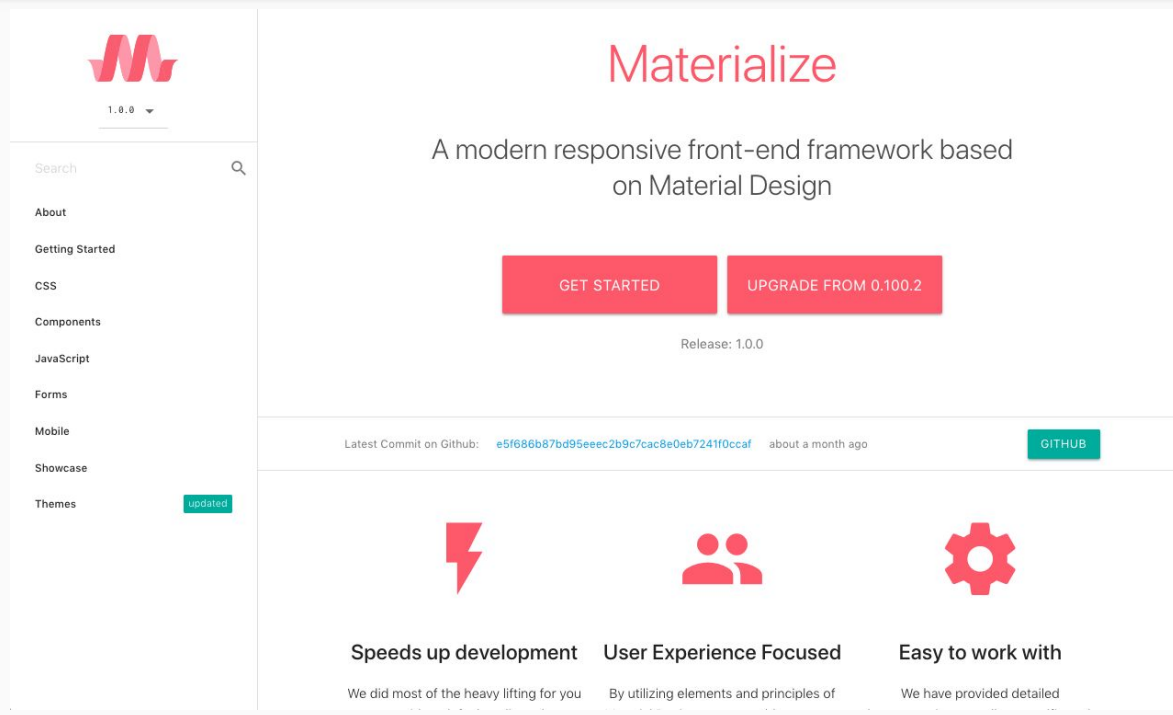 1.0.0
Search
About
Getting Started
CSS
Components
JavaScript
Forms
Mobile
Showcase
Themes
updated
Materialize
A modern responsive front-end framework based
on Material Design
GET STARTED
UPGRADE FROM 0.100.2
Release: 1.0.0
Latest Commit on Github: e5f686b87bd95eeec2b9c7cac8e0eb7241f0ccaf about a month ago
GITHUB
Speeds up development
We did most of the heavy lifting for you
User Experience Focused
By utilizing elements and principles of
Easy to work with
We have provided detailed